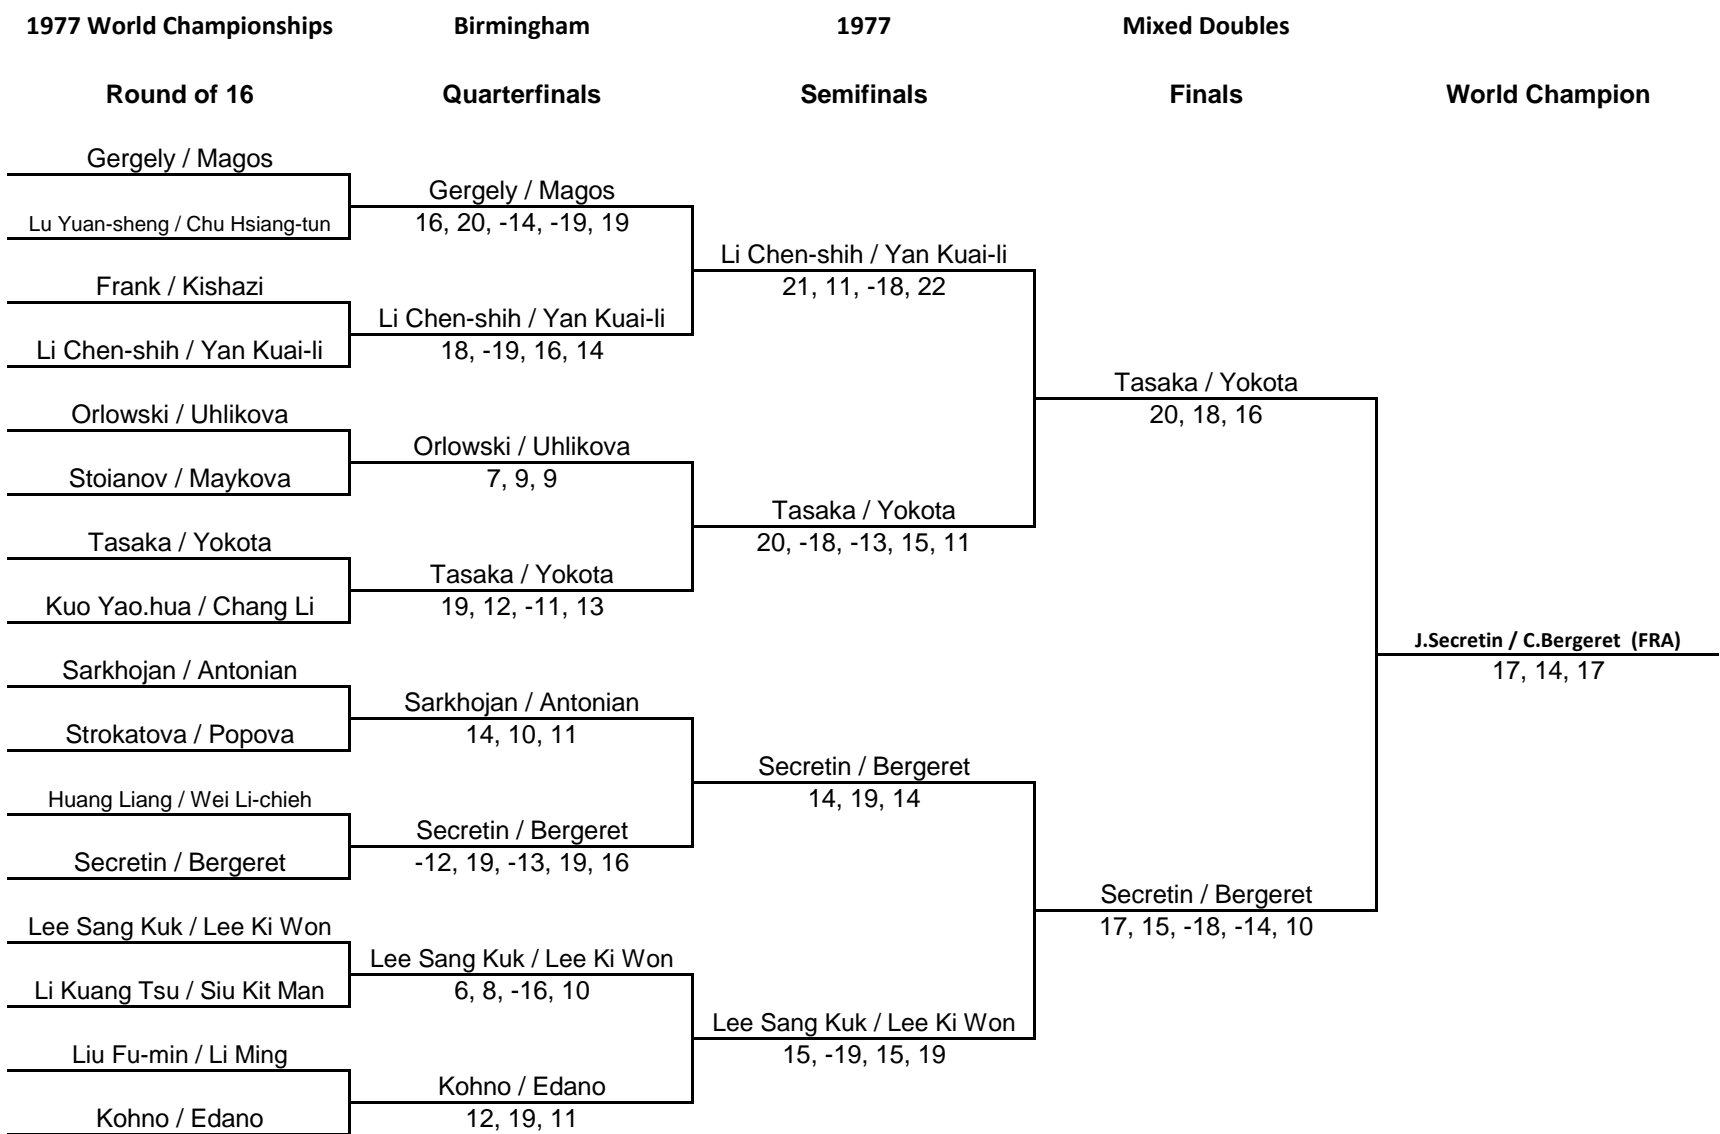 1977 World Championships Birmingham 1977 Mixed Doubles
Round of 16 Quarterfinals Semifinals Finals World Champion
Gergely / Magos
Gergely / Magos
Lu Yuan-sheng / Chu Hsiang-tun 16, 20, -14, -19, 19
Li Chen-shih / Yan Kuai-li
Frank / Kishazi 21, 11, -18, 22
Li Chen-shih / Yan Kuai-li
Li Chen-shih / Yan Kuai-li 18, -19, 16, 14
Tasaka / Yokota
Orlowski / Uhlikova 20, 18, 16
Orlowski / Uhlikova
Stoianov / Maykova 7, 9, 9
Tasaka / Yokota
Tasaka / Yokota 20, -18, -13, 15, 11
Tasaka / Yokota
Kuo Yao.hua / Chang Li 19, 12, -11, 13
J.Secretin / C.Bergeret (FRA)
Sarkhojan / Antonian 17, 14, 17
Sarkhojan / Antonian
Strokatova / Popova 14, 10, 11
Secretin / Bergeret
Huang Liang / Wei Li-chieh 14, 19, 14
Secretin / Bergeret
Secretin / Bergeret -12, 19, -13, 19, 16
Secretin / Bergeret
Lee Sang Kuk / Lee Ki Won 17, 15, -18, -14, 10
Lee Sang Kuk / Lee Ki Won
Li Kuang Tsu / Siu Kit Man 6, 8, -16, 10
Lee Sang Kuk / Lee Ki Won
Liu Fu-min / Li Ming 15, -19, 15, 19
Kohno / Edano
Kohno / Edano 12, 19, 11